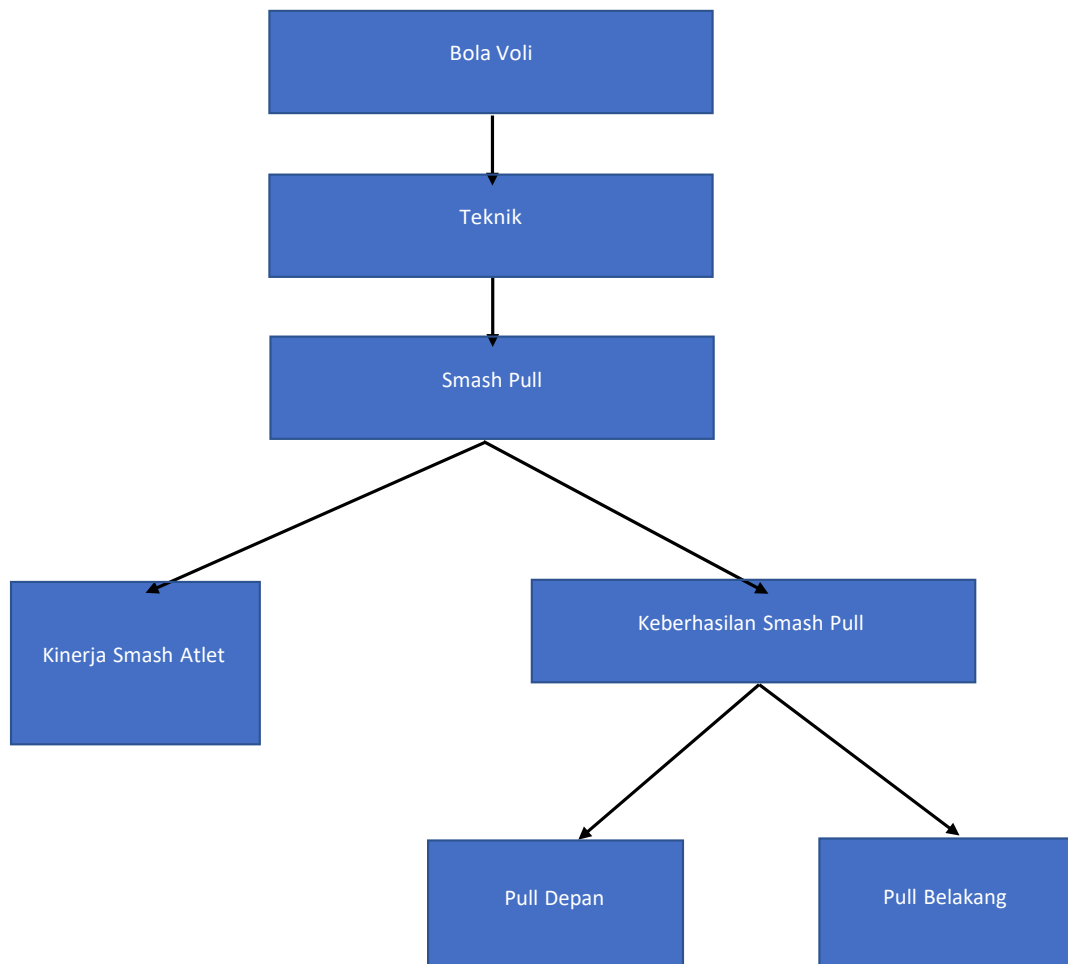 Bola Voli
Teknik
Smash Pull
Kinerja Smash Atlet
Keberhasilan Smash Pull
Pull Depan
Pull Belakang